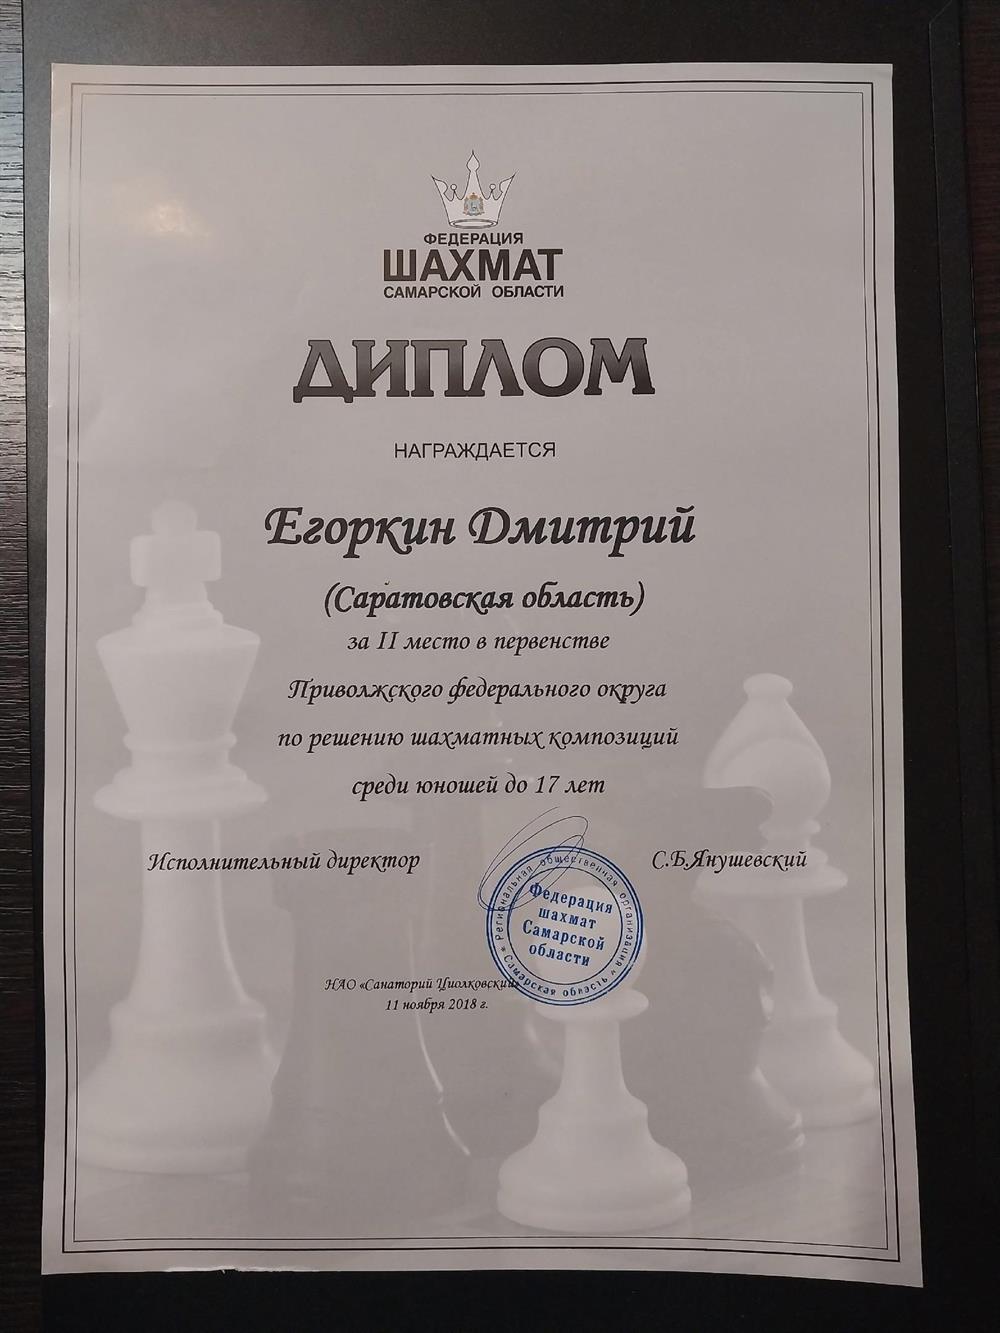 ФЕДЕРАЦИЯ
ШАХМАТ
САМАРСКОЙ ОБЛАСТИ
ДИПЛОМ
НАГРАЖДАЕТСЯ
Егоркин Дмитрий
(Саратовская область)
за II место в первенстве
Приволжского федерального округа
по решению шахматных композиций
среди юношей до 17 лет
Исполнительный директор
С.Б.Янушевский
Региональная общественная организация
Самарская область
Федерация
шахмат
Самарской
области
НАО «Санаторий Циолковский»
11 ноября 2018 г.